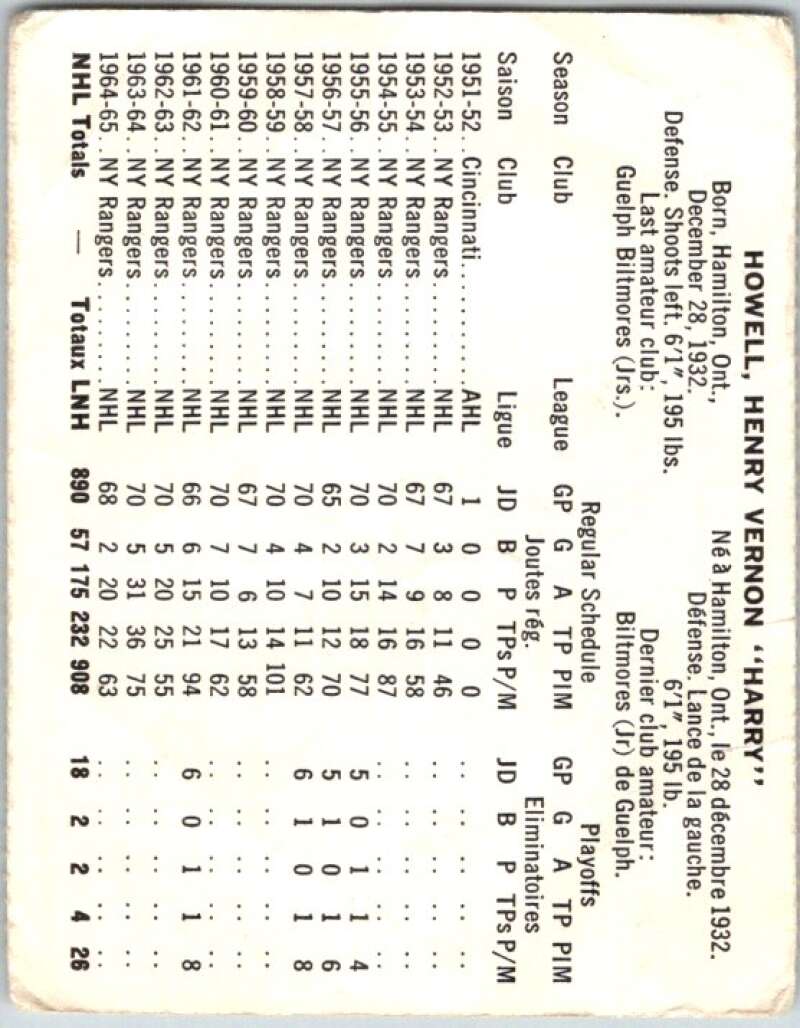 HOWELL, HENRY VERNON “HARRY”
Born, Hamilton, Ont.,
December 28, 1932.
Defense. Shoots left. 6'1", 195 lbs.
Last amateur club:
Guelph Biltmores (Jrs.).
Né à Hamilton, Ont., le 28 décembre 1932.
Défense. Lance de la gauche.
6'1", 195 lb.
Dernier club amateur:
Biltmores (Jr) de Guelph.
Regular Schedule Playoffs
Season Club League GP G A TP PIM GP G A TP PIM
Joutes rég. Eliminatoires
Saison Club Ligue JD B P TPs P/M JD B P TPs P/M
1951-52.. Cincinnati.......... AHL 1 0 0 0 0 .. .. .. .. ..
1952-53.. NY Rangers........ NHL 67 3 8 11 46 .. .. .. .. ..
1953-54.. NY Rangers........ NHL 67 7 9 16 58 .. .. .. .. ..
1954-55.. NY Rangers........ NHL 70 2 14 16 87 .. .. .. .. ..
1955-56.. NY Rangers........ NHL 70 3 15 18 77 5 0 1 1 4
1956-57.. NY Rangers........ NHL 65 2 10 12 70 5 1 0 1 6
1957-58.. NY Rangers........ NHL 70 4 7 11 62 6 1 0 1 8
1958-59.. NY Rangers........ NHL 70 4 10 14 101 .. .. .. .. ..
1959-60.. NY Rangers........ NHL 67 7 6 13 58 .. .. .. .. ..
1960-61.. NY Rangers........ NHL 70 7 10 17 62 .. .. .. .. ..
1961-62.. NY Rangers........ NHL 66 6 15 21 94 6 0 1 1 8
1962-63.. NY Rangers........ NHL 70 5 20 25 55 .. .. .. .. ..
1963-64.. NY Rangers........ NHL 70 5 31 36 75 .. .. .. .. ..
1964-65.. NY Rangers........ NHL 68 2 20 22 63 .. .. .. .. ..
NHL Totals — Totaux LNH 890 57 175 232 908 18 2 2 4 26